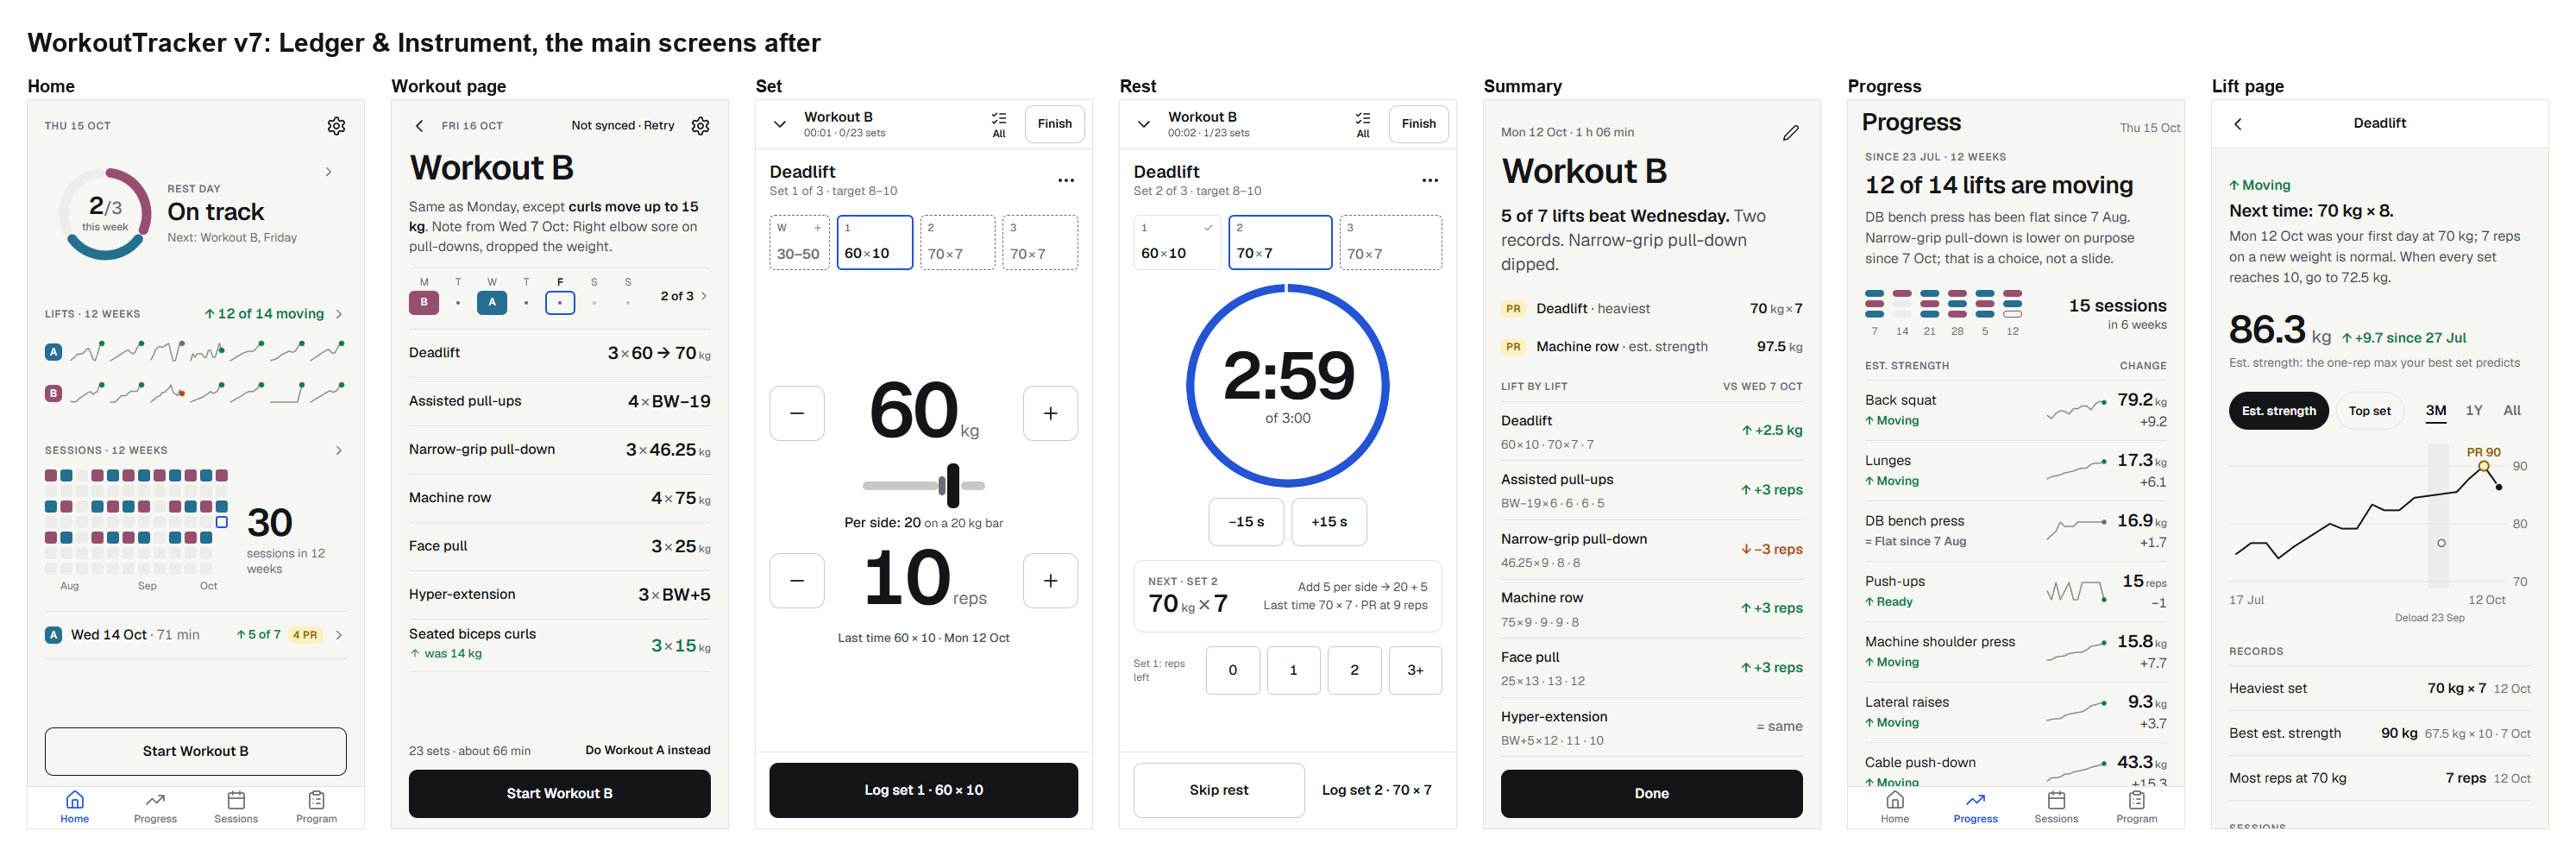 WorkoutTracker v7: Ledger & Instrument, the main screens after
Home
THU 15 OCT
2/3
this week
REST DAY
On track
Next: Workout B, Friday
LIFTS · 12 WEEKS
↑ 12 of 14 moving
A
B
SESSIONS · 12 WEEKS
30
sessions in 12
weeks
Aug Sep Oct
A Wed 14 Oct · 71 min ↑ 5 of 7 4 PR
Start Workout B
Home Progress Sessions Program
Workout page
FRI 16 OCT Not synced · Retry
Workout B
Same as Monday, except curls move up to 15
kg. Note from Wed 7 Oct: Right elbow sore on
pull-downs, dropped the weight.
M T W T F S S
B A 2 of 3
Deadlift 3×60 → 70 kg
Assisted pull-ups 4×BW−19
Narrow-grip pull-down 3×46.25 kg
Machine row 4×75 kg
Face pull 3×25 kg
Hyper-extension 3×BW+5
Seated biceps curls 3×15 kg
↑ was 14 kg
23 sets · about 66 min Do Workout A instead
Start Workout B
Set
Workout B
00:01 · 0/23 sets
All
Finish
Deadlift
Set 1 of 3 · target 8–10
W + 1 2 3
30–50 60×10 70×7 70×7
− 60 kg +
Per side: 20 on a 20 kg bar
− 10 reps +
Last time 60 × 10 · Mon 12 Oct
Log set 1 · 60 × 10
Rest
Workout B
00:02 · 1/23 sets
All
Finish
Deadlift
Set 2 of 3 · target 8–10
1 2 3
60×10 70×7 70×7
2:59
of 3:00
−15 s +15 s
NEXT · SET 2
70 kg × 7
Add 5 per side → 20 + 5
Last time 70 × 7 · PR at 9 reps
Set 1: reps
left
0 1 2 3+
Skip rest Log set 2 · 70 × 7
Summary
Mon 12 Oct · 1 h 06 min
Workout B
5 of 7 lifts beat Wednesday. Two
records. Narrow-grip pull-down
dipped.
PR Deadlift · heaviest 70 kg × 7
PR Machine row · est. strength 97.5 kg
LIFT BY LIFT VS WED 7 OCT
Deadlift
60×10 · 70×7 · 7
↑ +2.5 kg
Assisted pull-ups
BW−19×6 · 6 · 6 · 5
↑ +3 reps
Narrow-grip pull-down
46.25×9 · 8 · 8
↓ −3 reps
Machine row
75×9 · 9 · 9 · 8
↑ +3 reps
Face pull
25×13 · 13 · 12
↑ +3 reps
Hyper-extension
BW+5×12 · 11 · 10
= same
Done
Progress
Progress Thu 15 Oct
SINCE 23 JUL · 12 WEEKS
12 of 14 lifts are moving
DB bench press has been flat since 7 Aug.
Narrow-grip pull-down is lower on purpose
since 7 Oct; that is a choice, not a slide.
7 14 21 28 5 12
15 sessions
in 6 weeks
EST. STRENGTH CHANGE
Back squat 79.2 kg
↑ Moving +9.2
Lunges 17.3 kg
↑ Moving +6.1
DB bench press 16.9 kg
= Flat since 7 Aug +1.7
Push-ups 15 reps
↑ Ready −1
Machine shoulder press 15.8 kg
↑ Moving +7.7
Lateral raises 9.3 kg
↑ Moving +3.7
Cable push-down 43.3 kg
↑ Moving +15.3
Home Progress Sessions Program
Lift page
Deadlift
↑ Moving
Next time: 70 kg × 8.
Mon 12 Oct was your first day at 70 kg; 7 reps
on a new weight is normal. When every set
reaches 10, go to 72.5 kg.
86.3 kg ↑ +9.7 since 27 Jul
Est. strength: the one-rep max your best set predicts
Est. strength Top set 3M 1Y All
PR 90
90
80
70
17 Jul 12 Oct
Deload 23 Sep
RECORDS
Heaviest set 70 kg × 7 12 Oct
Best est. strength 90 kg 67.5 kg × 10 · 7 Oct
Most reps at 70 kg 7 reps 12 Oct
SESSIONS